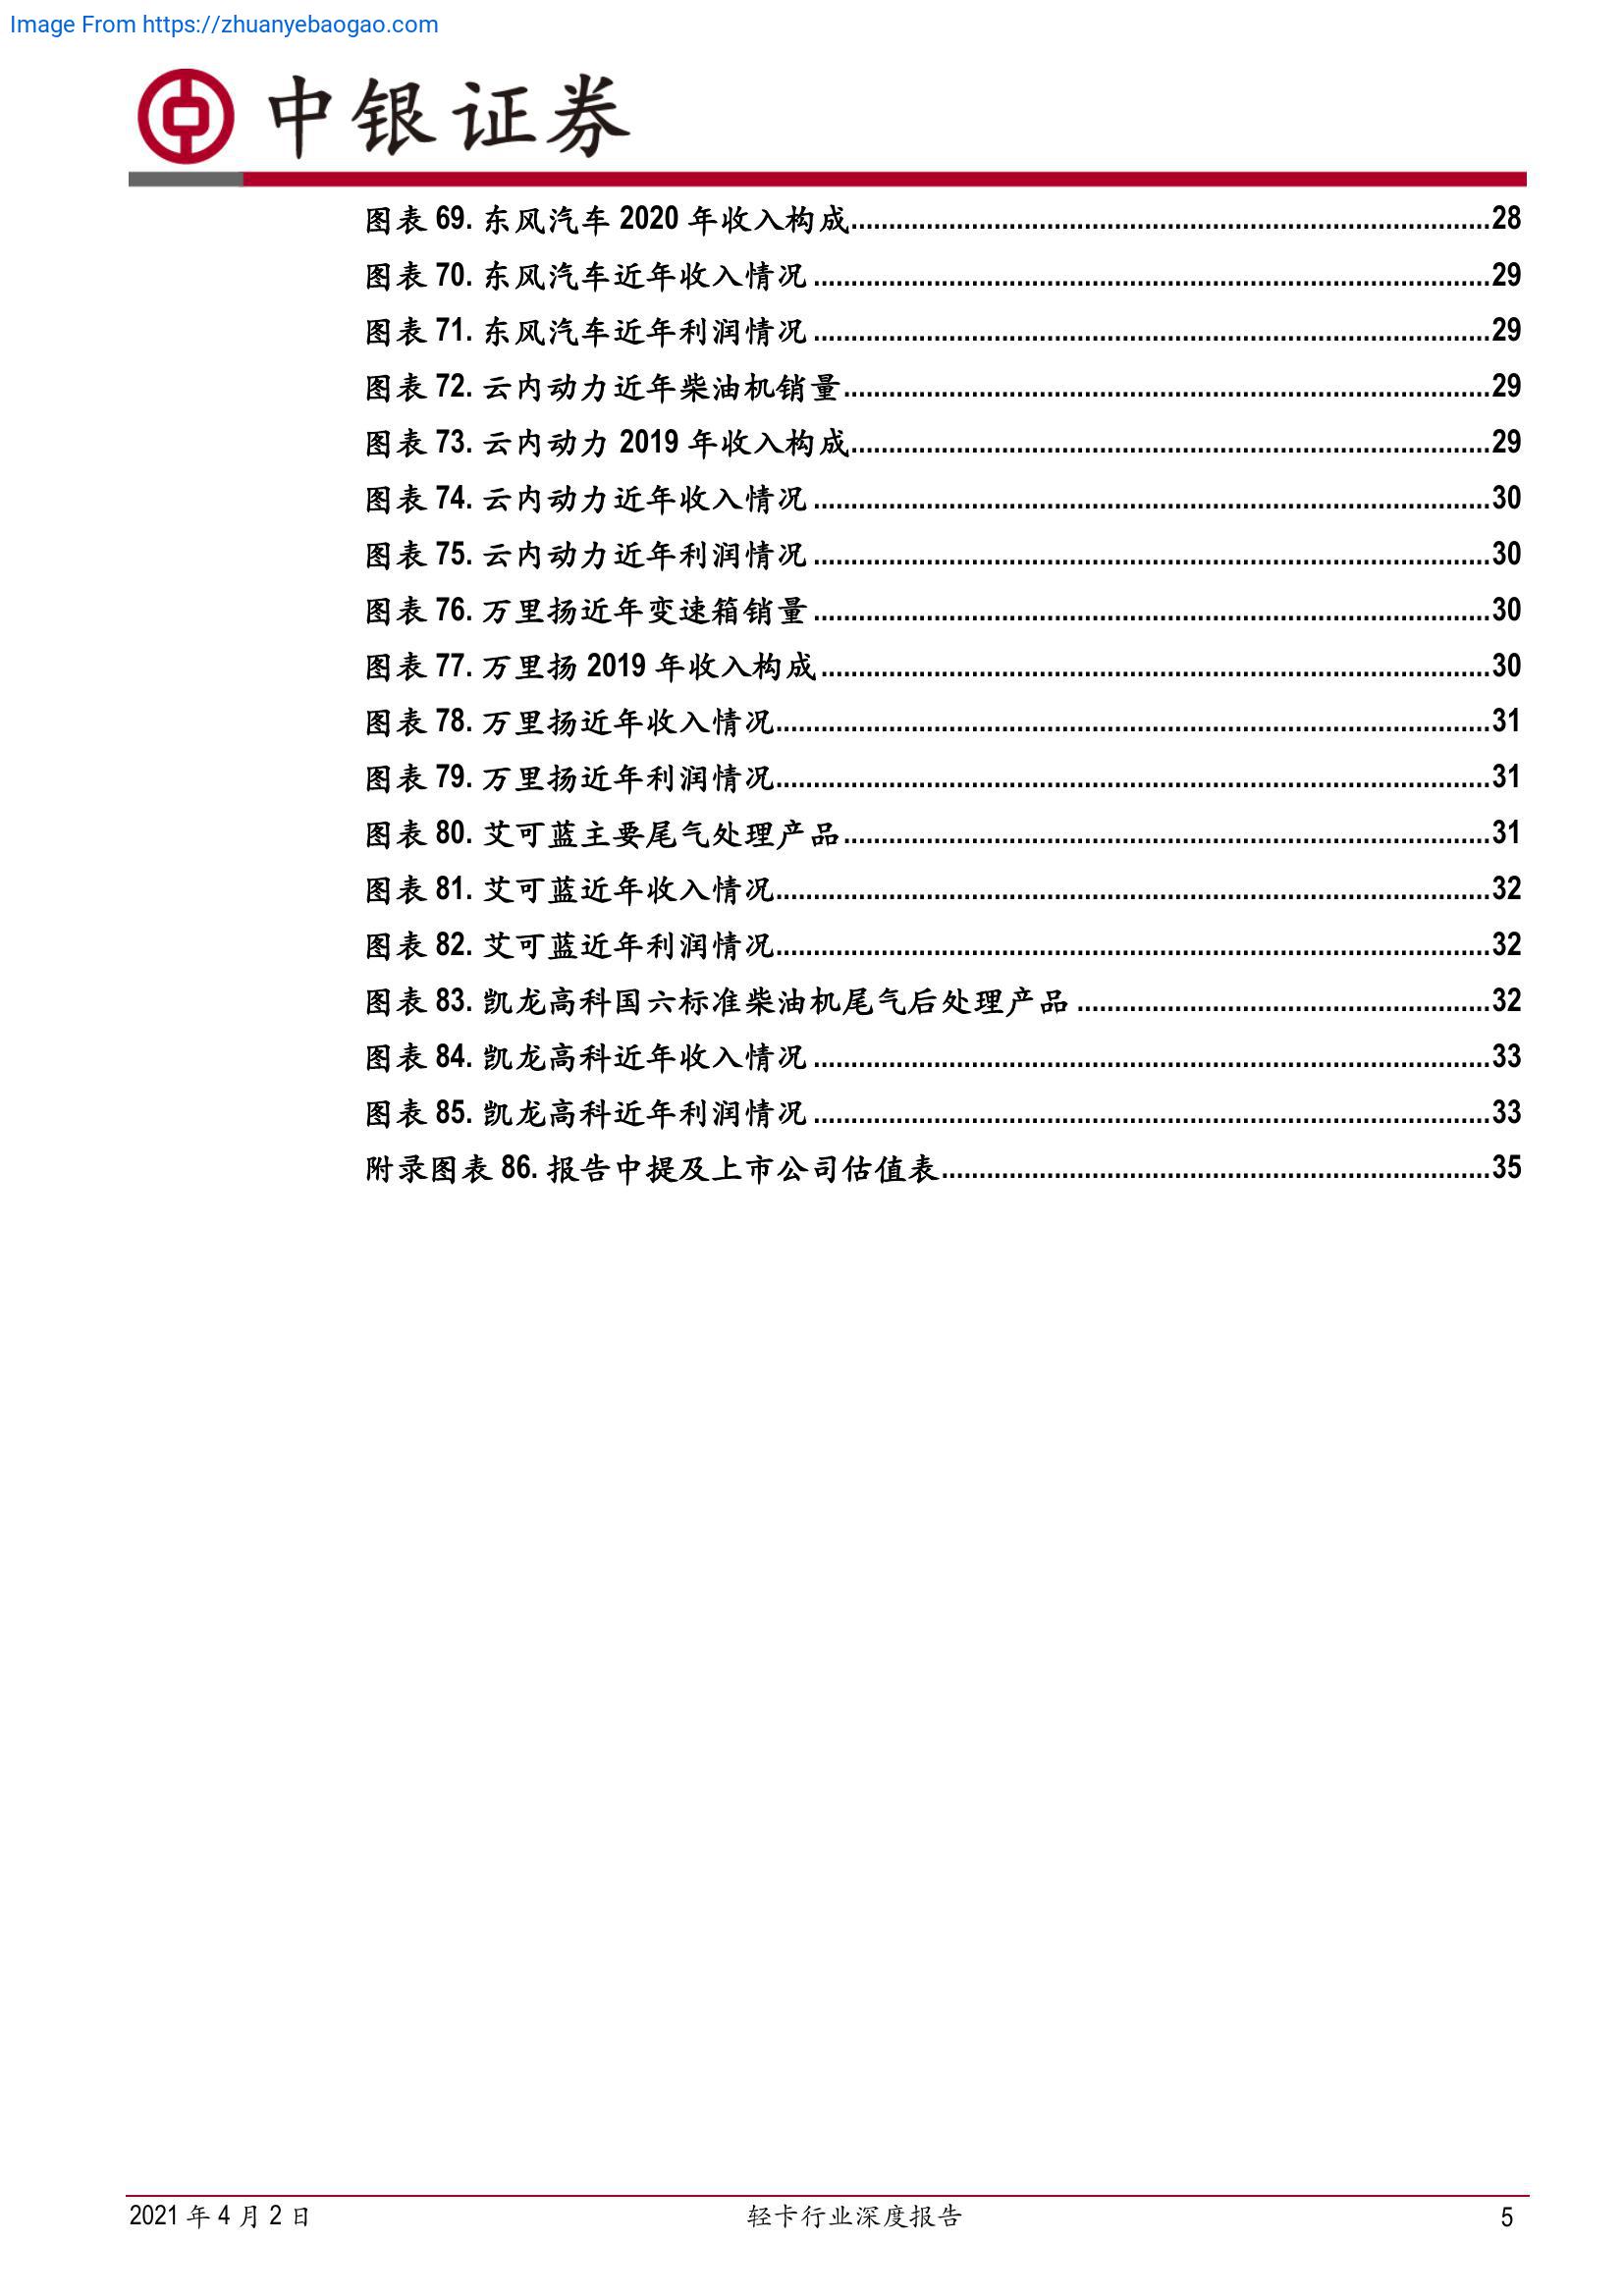 Image From https://zhuanyebaogao.com
中银证券
图表 69. 东风汽车 2020 年收入构成....................28
图表 70. 东风汽车近年收入情况....................29
图表 71. 东风汽车近年利润情况....................29
图表 72. 云内动力近年柴油机销量....................29
图表 73. 云内动力 2019 年收入构成....................29
图表 74. 云内动力近年收入情况....................30
图表 75. 云内动力近年利润情况....................30
图表 76. 万里扬近年变速箱销量....................30
图表 77. 万里扬 2019 年收入构成....................30
图表 78. 万里扬近年收入情况....................31
图表 79. 万里扬近年利润情况....................31
图表 80. 艾可蓝主要尾气处理产品....................31
图表 81. 艾可蓝近年收入情况....................32
图表 82. 艾可蓝近年利润情况....................32
图表 83. 凯龙高科国六标准柴油机尾气后处理产品....................32
图表 84. 凯龙高科近年收入情况....................33
图表 85. 凯龙高科近年利润情况....................33
附录图表 86. 报告中提及上市公司估值表....................35
2021 年 4 月 2 日 轻卡行业深度报告 5